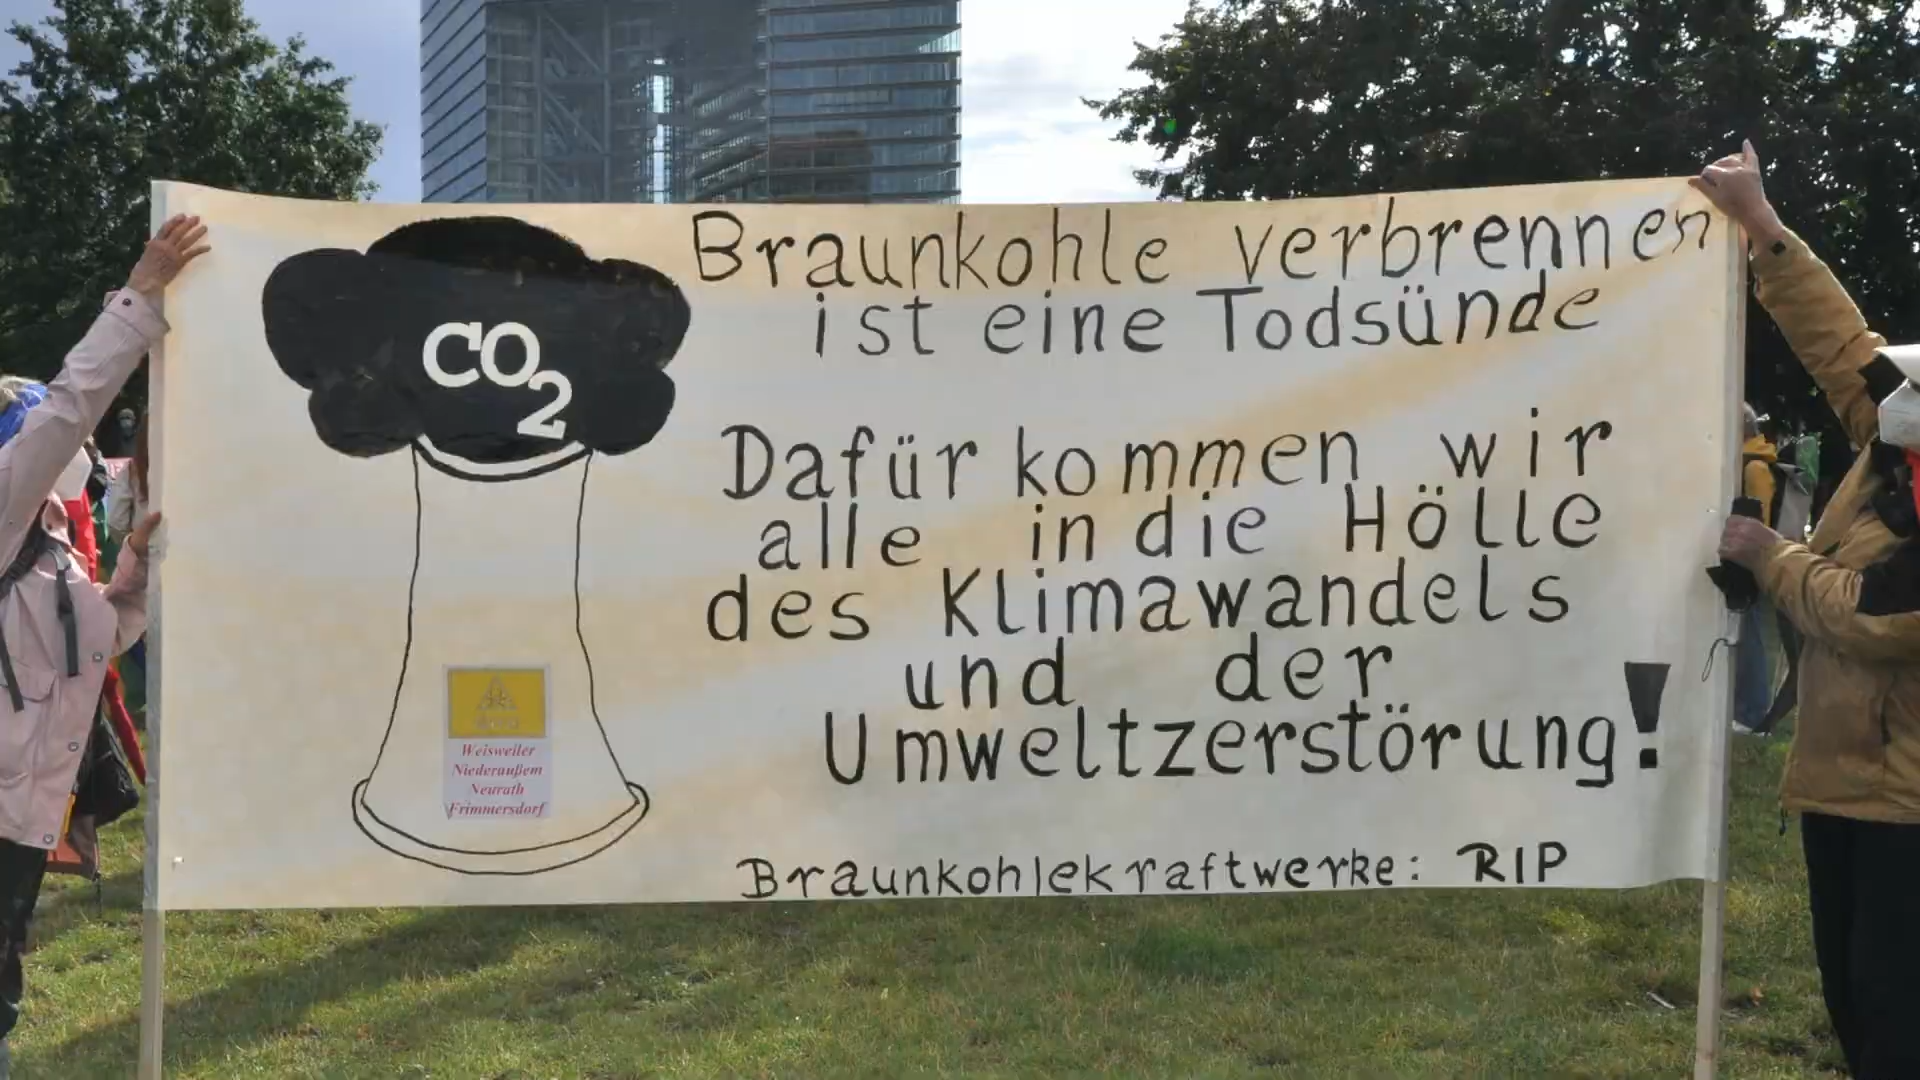 CO2
Braunkohle verbrennen
ist eine Todsünde
Dafür kommen wir
alle in die Hölle
des Klimawandels
und der
Umweltzerstörung!
Weisweiler
Niederaußem
Neurath
Frimmersdorf
Braunkohlekraftwerke: RIP